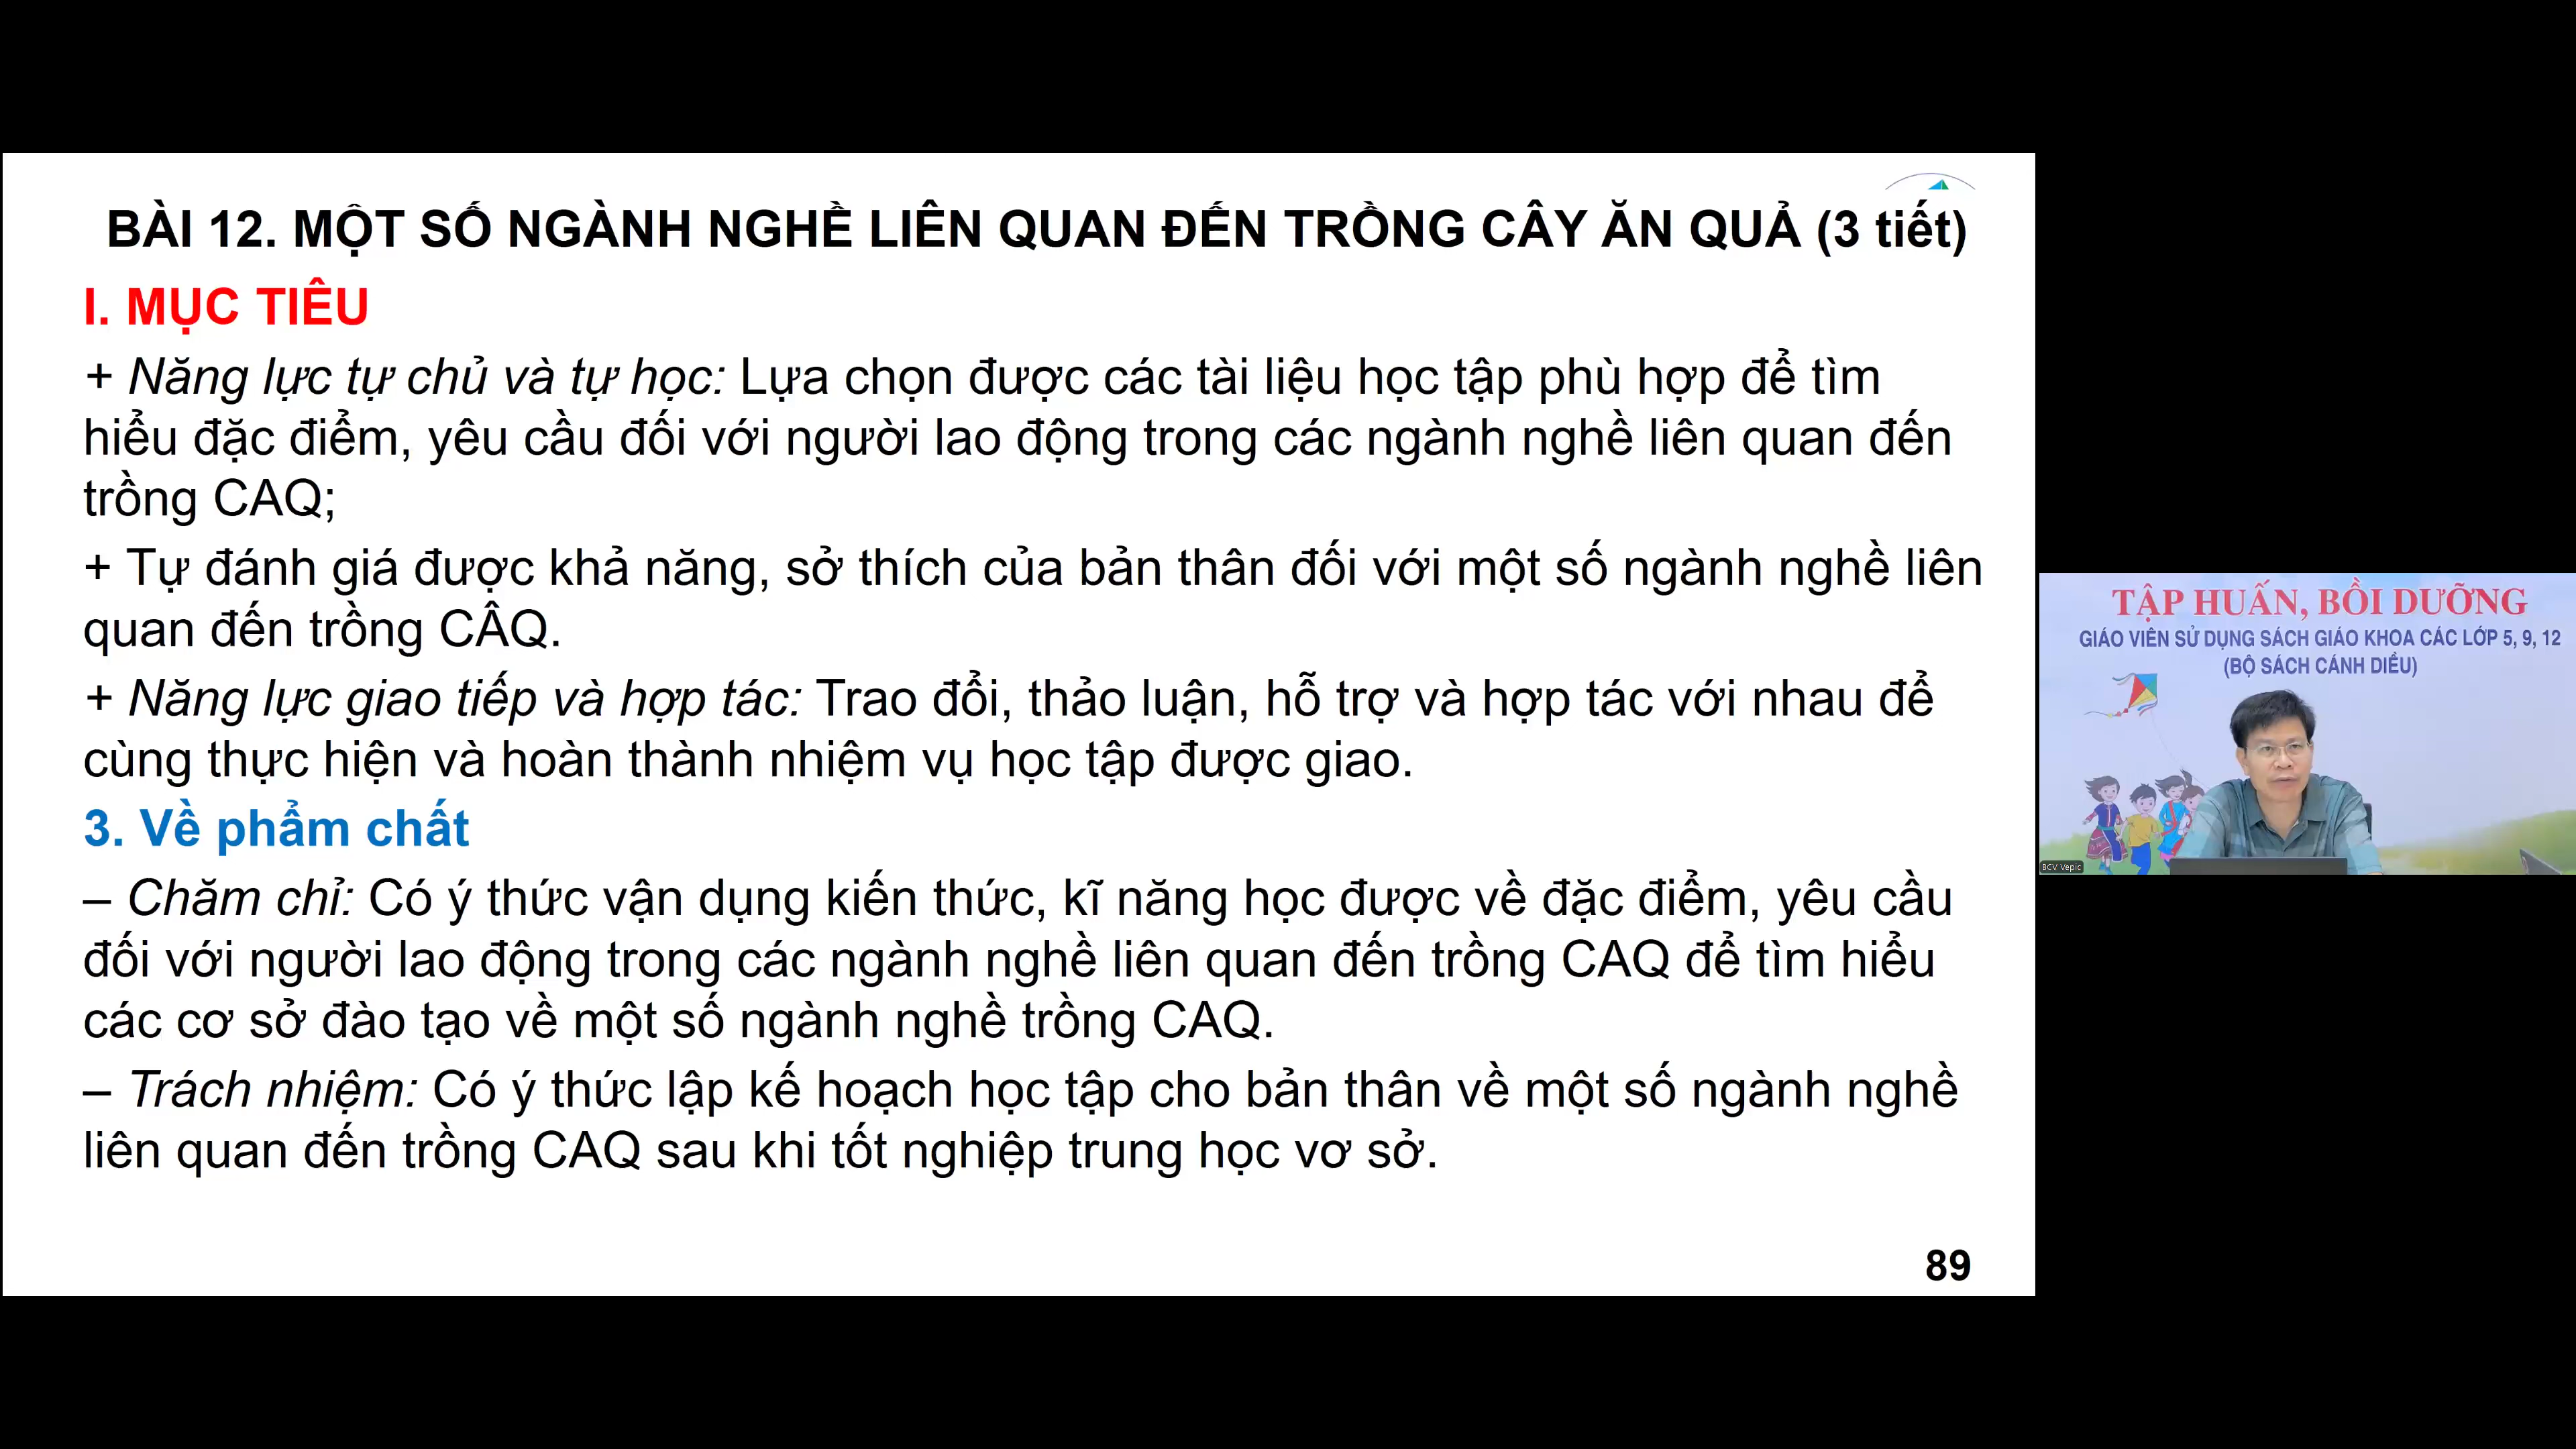 BÀI 12. MỘT SỐ NGÀNH NGHỀ LIÊN QUAN ĐẾN TRỒNG CÂY ĂN QUẢ (3 tiết)
I. MỤC TIÊU
+ Năng lực tự chủ và tự học: Lựa chọn được các tài liệu học tập phù hợp để tìm
hiểu đặc điểm, yêu cầu đối với người lao động trong các ngành nghề liên quan đến
trồng CAQ;
+ Tự đánh giá được khả năng, sở thích của bản thân đối với một số ngành nghề liên
quan đến trồng CÂQ.
+ Năng lực giao tiếp và hợp tác: Trao đổi, thảo luận, hỗ trợ và hợp tác với nhau để
cùng thực hiện và hoàn thành nhiệm vụ học tập được giao.
3. Về phẩm chất
– Chăm chỉ: Có ý thức vận dụng kiến thức, kĩ năng học được về đặc điểm, yêu cầu
đối với người lao động trong các ngành nghề liên quan đến trồng CAQ để tìm hiểu
các cơ sở đào tạo về một số ngành nghề trồng CAQ.
– Trách nhiệm: Có ý thức lập kế hoạch học tập cho bản thân về một số ngành nghề
liên quan đến trồng CAQ sau khi tốt nghiệp trung học vơ sở.
89
TẬP HUẤN, BỒI DƯỠNG
GIÁO VIÊN SỬ DỤNG SÁCH GIÁO KHOA CÁC LỚP 5, 9, 12
(BỘ SÁCH CÁNH DIỀU)
BCV Vepic